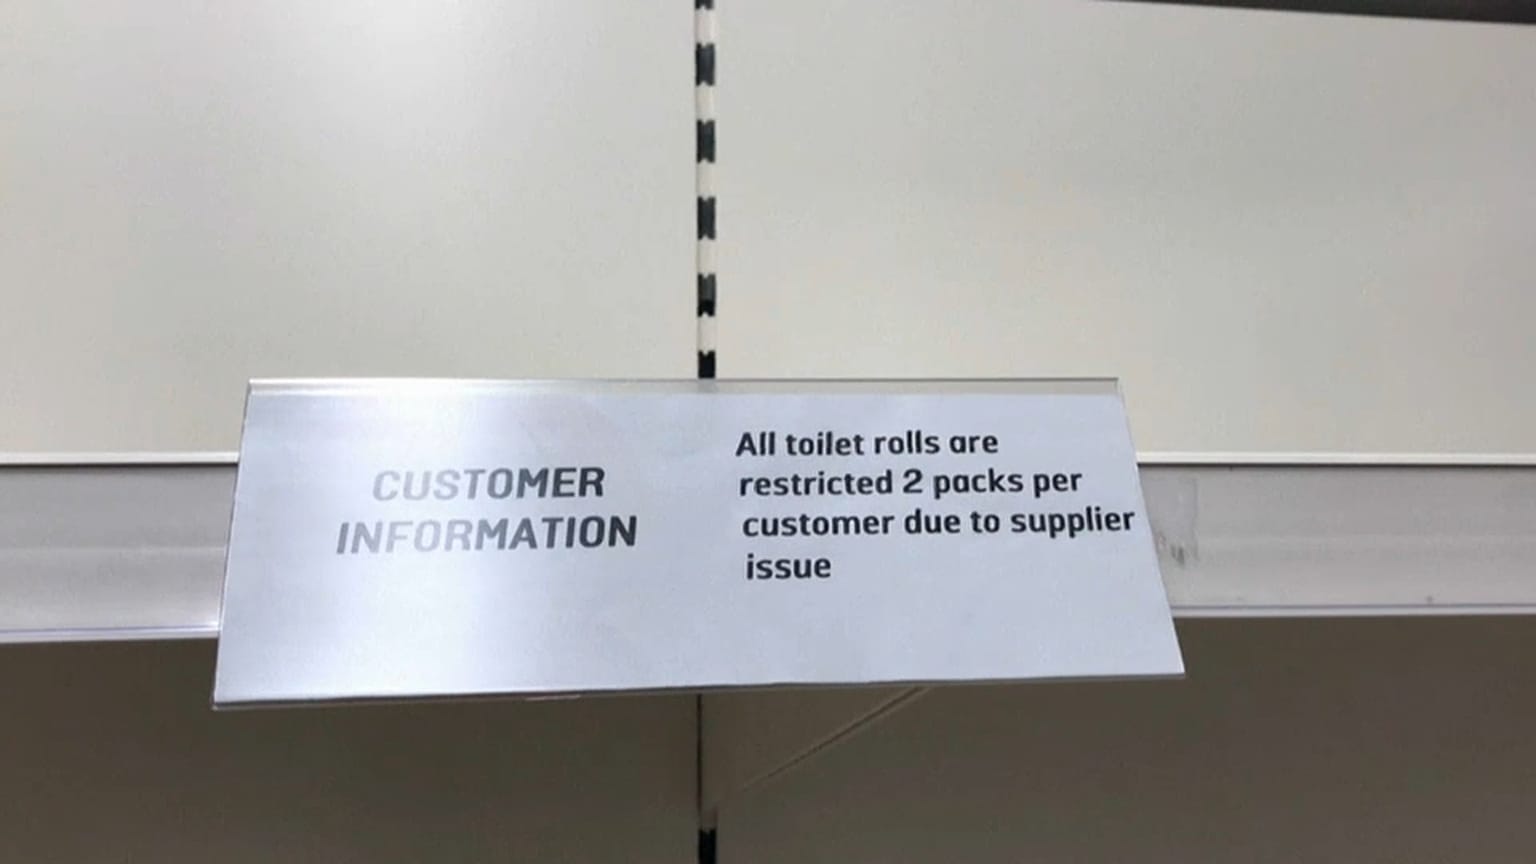 CUSTOMER
INFORMATION
All toilet rolls are
restricted 2 packs per
customer due to supplier
issue